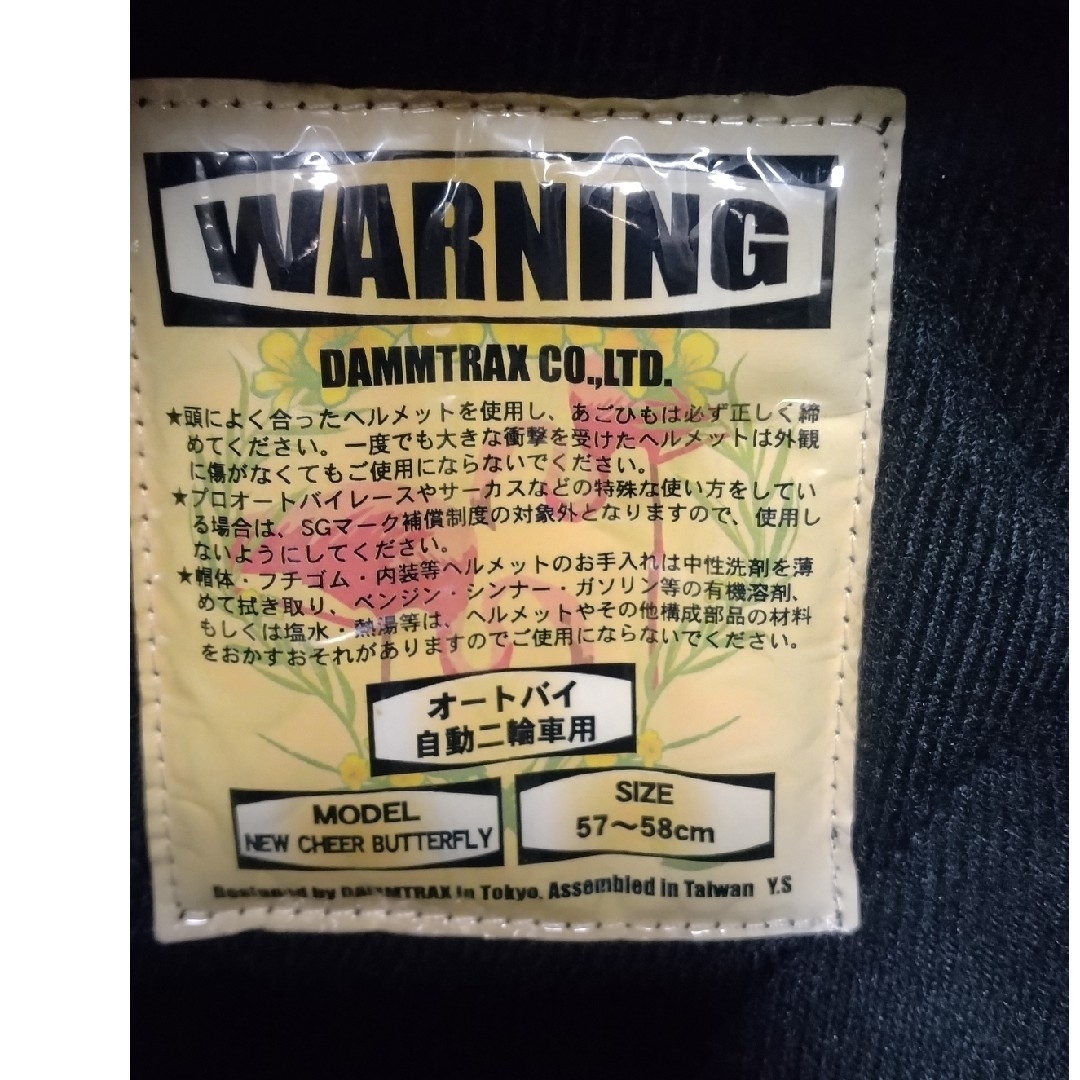 WARNING
DAMMTRAX CO.,LTD.
★頭によく合ったヘルメットを使用し、あごひもは必ず正しく締
めてください。一度でも大きな衝撃を受けたヘルメットは外観
に傷がなくてもご使用にならないでください。
★プロオートバイレースやサーカスなどの特殊な使い方をしてい
る場合は、SGマーク補償制度の対象外となりますので、使用し
ないようにしてください。
★帽体・フチゴム・内装等ヘルメットのお手入れは中性洗剤を薄
めて拭き取り、ベンジン・シンナー ガソリン等の有機溶剤、
もしくは塩水・熱湯等は、ヘルメットやその他構成部品の材料
をおかすおそれがありますのでご使用にならないでください。
オートバイ
自動二輪車用
MODEL
NEW CHEER BUTTERFLY
SIZE
57～58cm
Designed by DAMMTRAX in Tokyo. Assembled in Taiwan Y.S